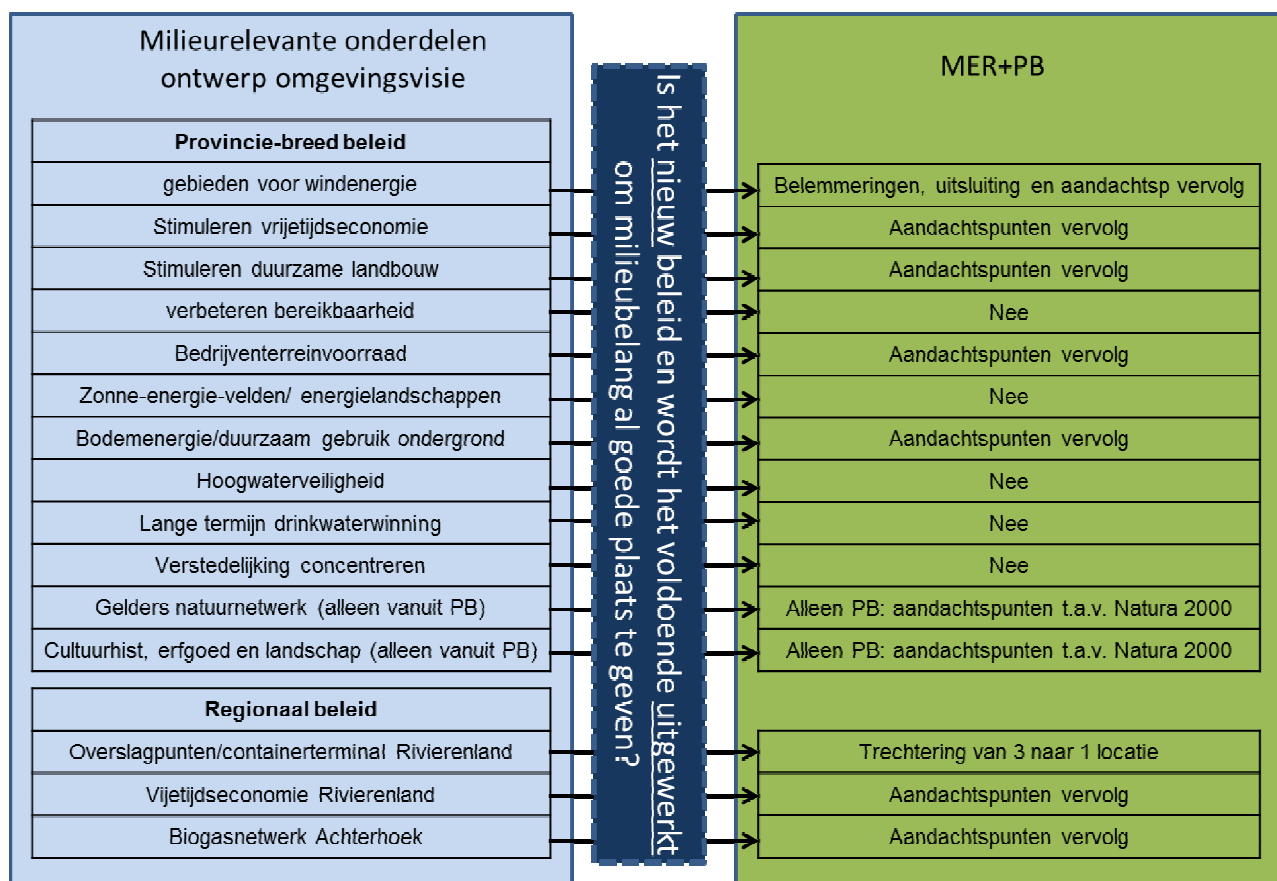 Milieurelevante onderdelen
ontwerp omgevingsvisie
Provincie-breed beleid
gebieden voor windenergie
Stimuleren vrijetijdseconomie
Stimuleren duurzame landbouw
verbeteren bereikbaarheid
Bedrijventerreinvoorraad
Zonne-energie-velden/ energielandschappen
Bodemenergie/duurzaam gebruik ondergrond
Hoogwaterveiligheid
Lange termijn drinkwaterwinning
Verstedelijking concentreren
Gelders natuurnetwerk (alleen vanuit PB)
Cultuurhist, erfgoed en landschap (alleen vanuit PB)
Regionaal beleid
Overslagpunten/containerterminal Rivierenland
Vijetijdseconomie Rivierenland
Biogasnetwerk Achterhoek
Is het nieuw beleid en wordt het voldoende uitgewerkt
om milieubelang al goede plaats te geven?
MER+PB
Belemmeringen, uitsluiting en aandachtsp vervolg
Aandachtspunten vervolg
Aandachtspunten vervolg
Nee
Aandachtspunten vervolg
Nee
Aandachtspunten vervolg
Nee
Nee
Nee
Alleen PB: aandachtspunten t.a.v. Natura 2000
Alleen PB: aandachtspunten t.a.v. Natura 2000
Trechtering van 3 naar 1 locatie
Aandachtspunten vervolg
Aandachtspunten vervolg